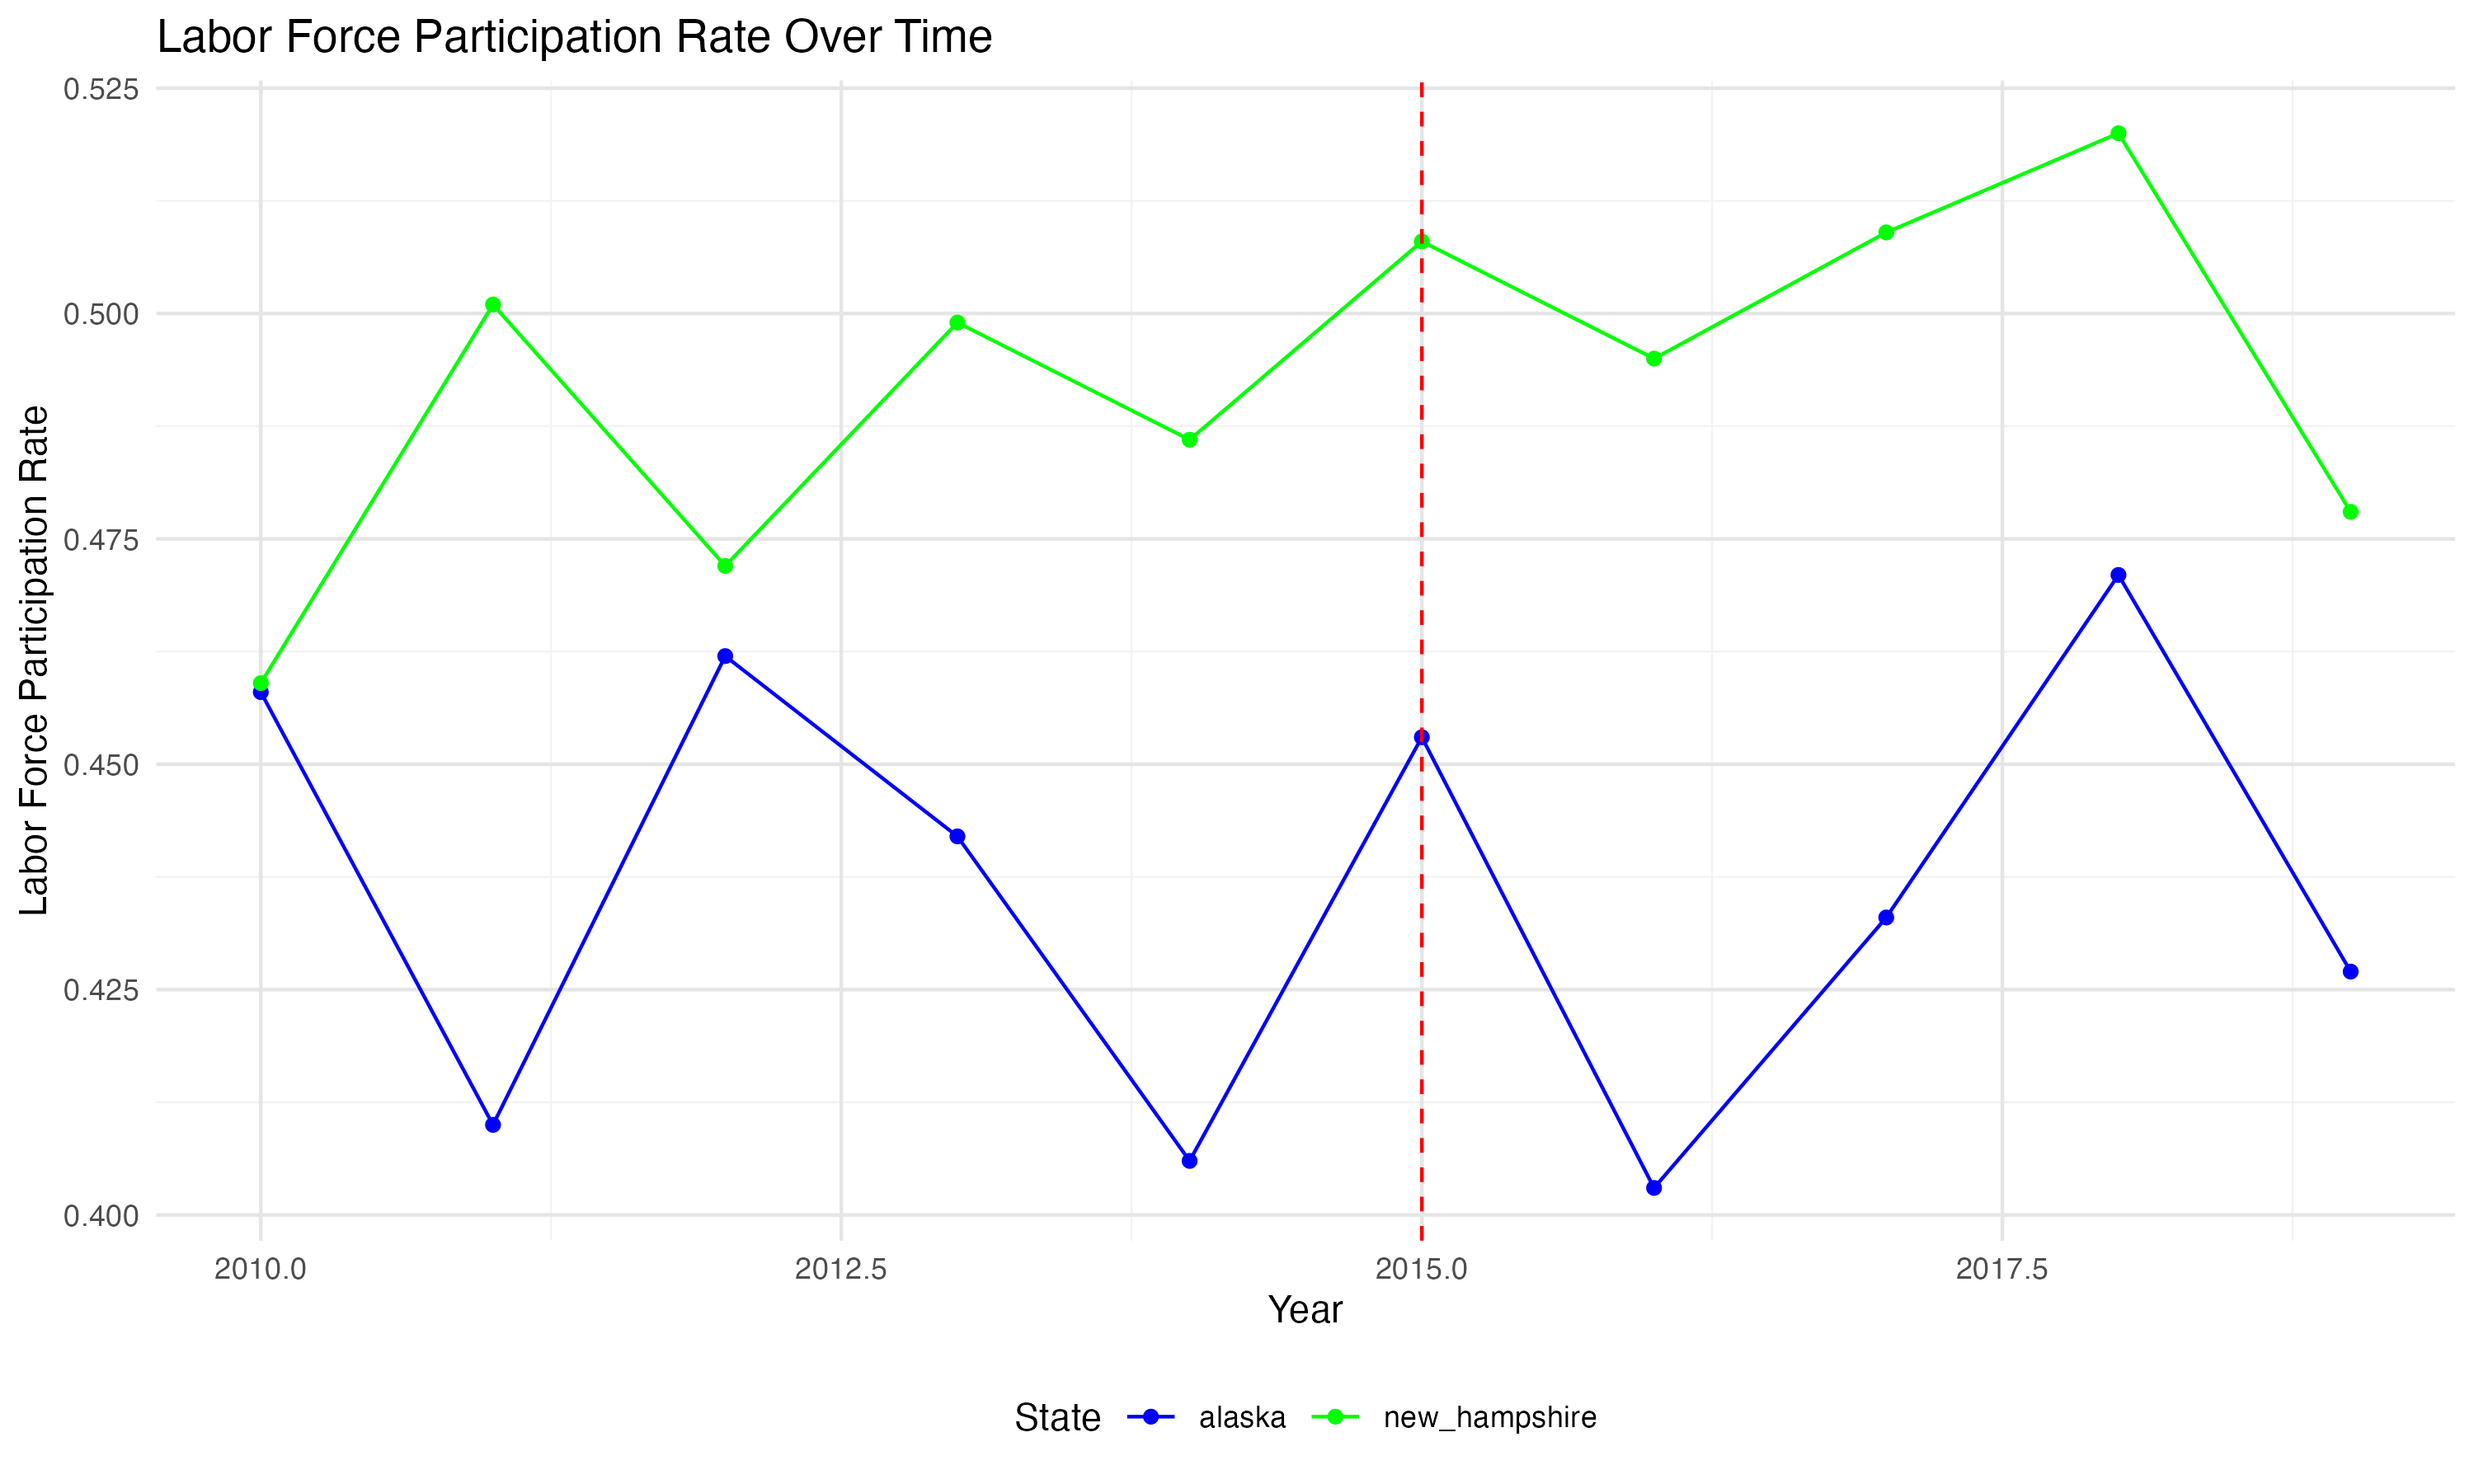 Labor Force Participation Rate Over Time
Labor Force Participation Rate
0.525
0.500
0.475
0.450
0.425
0.400
2010.0 2012.5 2015.0 2017.5
Year
State alaska new_hampshire